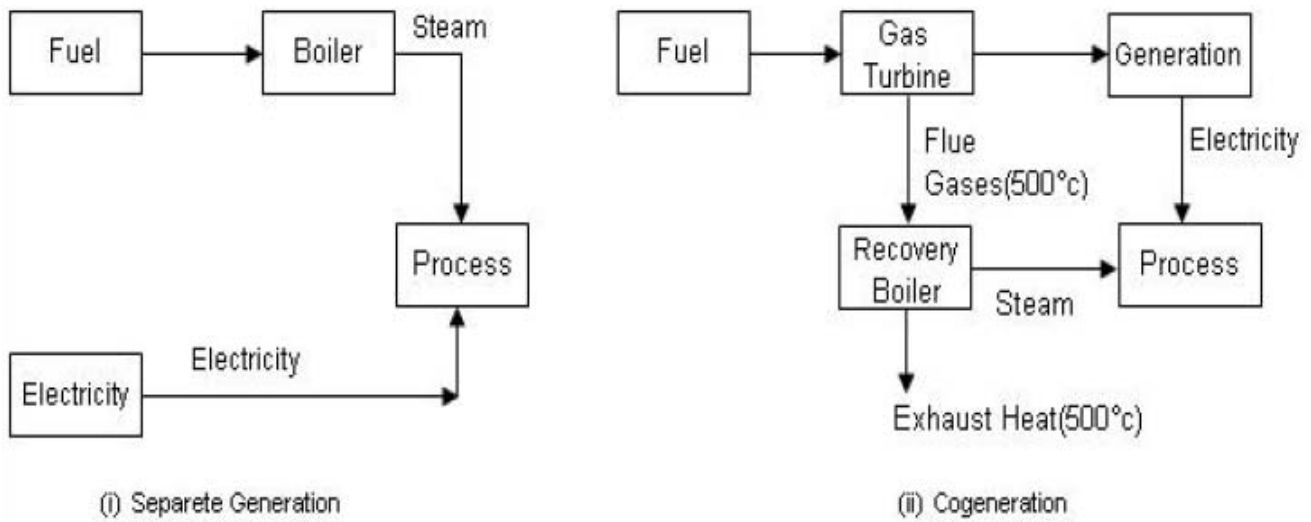 Fuel
Boiler
Steam
Process
Electricity
Electricity
(i) Separete Generation
Fuel
Gas
Turbine
Generation
Flue
Gases(500°c)
Electricity
Recovery
Boiler
Steam
Process
Exhaust Heat(500°c)
(ii) Cogeneration